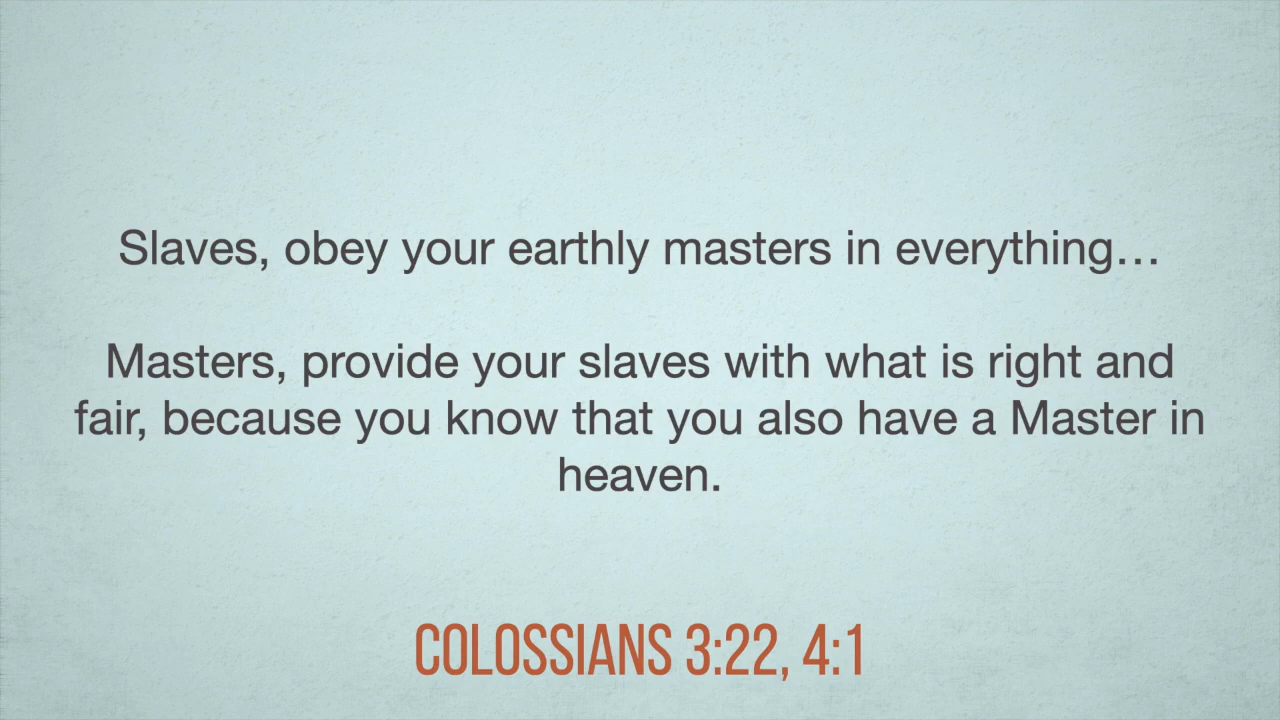 Slaves, obey your earthly masters in everything…
Masters, provide your slaves with what is right and
fair, because you know that you also have a Master in
heaven.
COLOSSIANS 3:22, 4:1